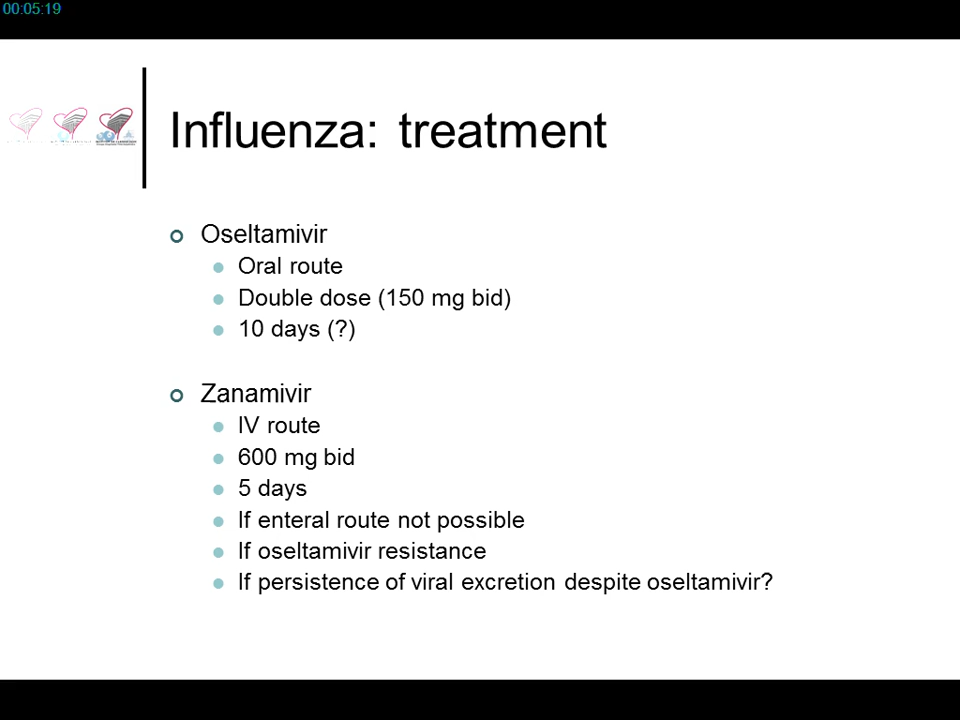 00:05:19
Influenza: treatment
Oseltamivir
Oral route
Double dose (150 mg bid)
10 days (?)
Zanamivir
IV route
600 mg bid
5 days
If enteral route not possible
If oseltamivir resistance
If persistence of viral excretion despite oseltamivir?